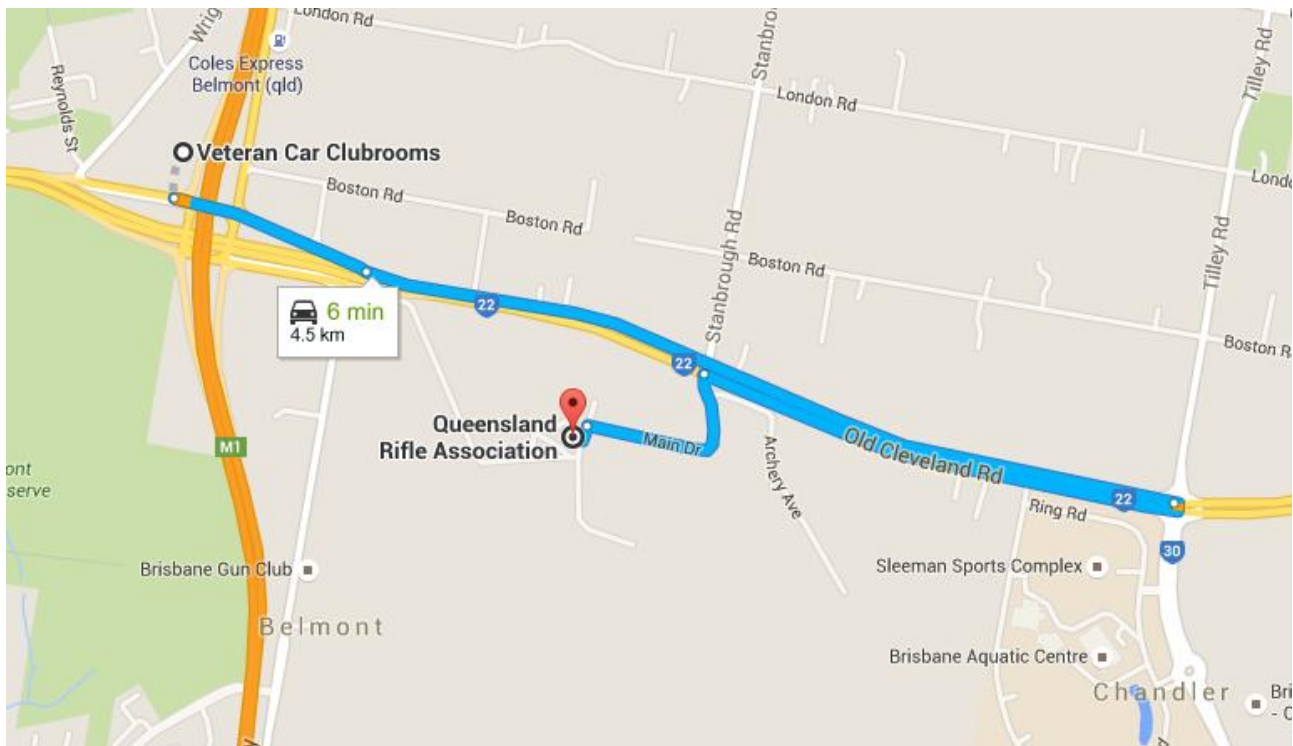 London Rd
Wrig
Stanbro
Tilley Rd
Coles Express
Belmont (qld)
Reynolds St
London Rd
Veteran Car Clubrooms
Boston Rd
Londo
Boston Rd
Stanbrough Rd
Boston Rd
Tilley Rd
6 min
4.5 km
22
22
Boston R
Queensland
Rifle Association
Main Dr
M1
Old Cleveland Rd
Archery Ave
ont
serve
22
Ring Rd
30
Brisbane Gun Club
Sleeman Sports Complex
Belmont
Brisbane Aquatic Centre
Chandler
Bri
- C